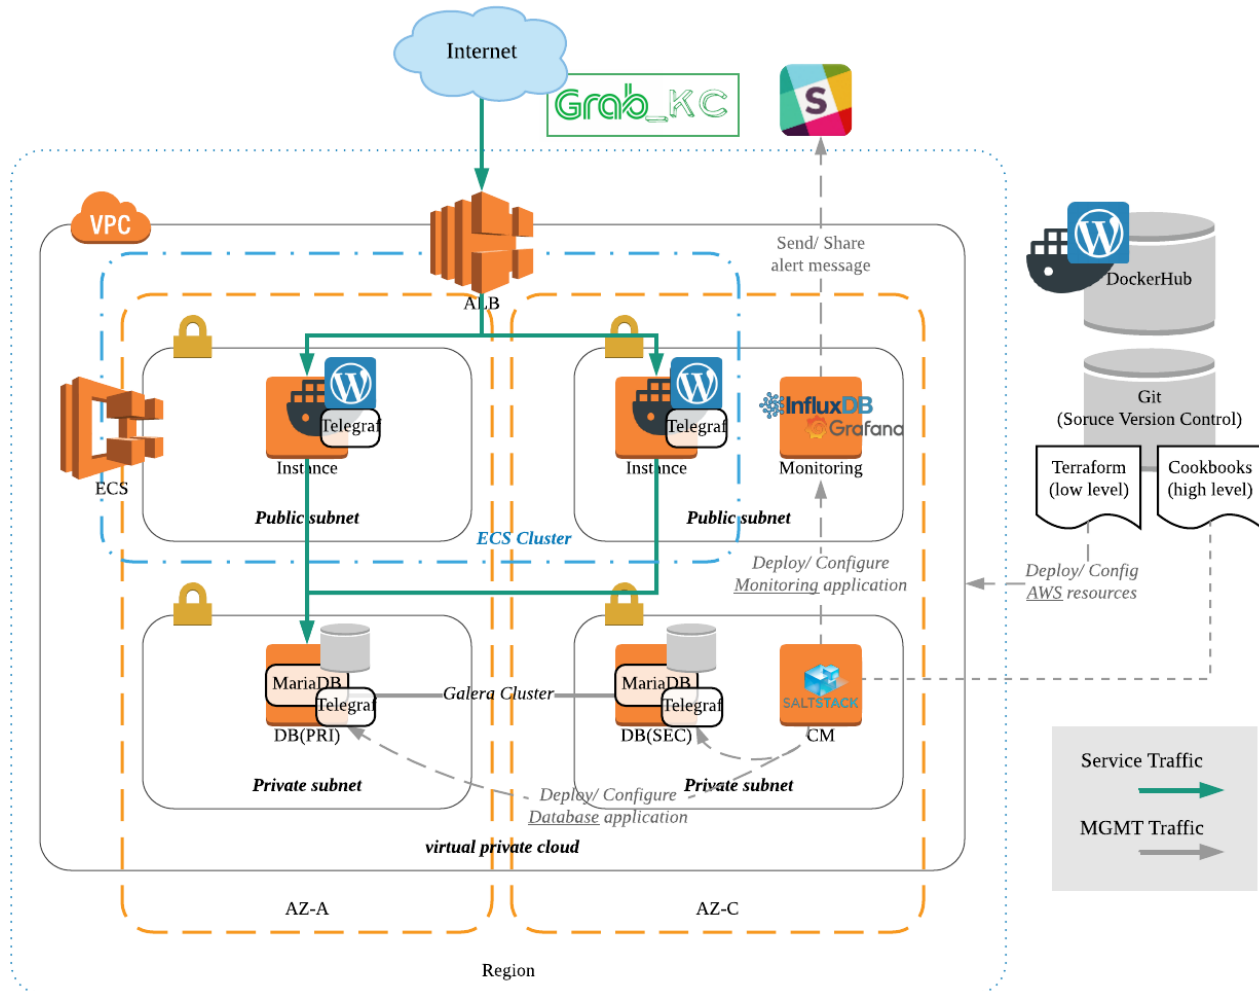 Internet
Grab_KC
S
VPC
Send/ Share
alert message
DockerHub
ALB
Git
(Soruce Version Control)
Terraform
(low level)
Cookbooks
(high level)
ECS
Telegraf
Instance
Public subnet
Telegraf
Instance
InfluxDB
Grafana
Monitoring
Public subnet
ECS Cluster
Deploy/ Configure
Monitoring application
Deploy/ Config
AWS resources
MariaDB
Telegraf
DB(PRI)
Private subnet
Galera Cluster
MariaDB
Telegraf
DB(SEC)
SALTSTACK
CM
Private subnet
Deploy/ Configure
Database application
virtual private cloud
AZ-A
AZ-C
Region
Service Traffic
MGMT Traffic